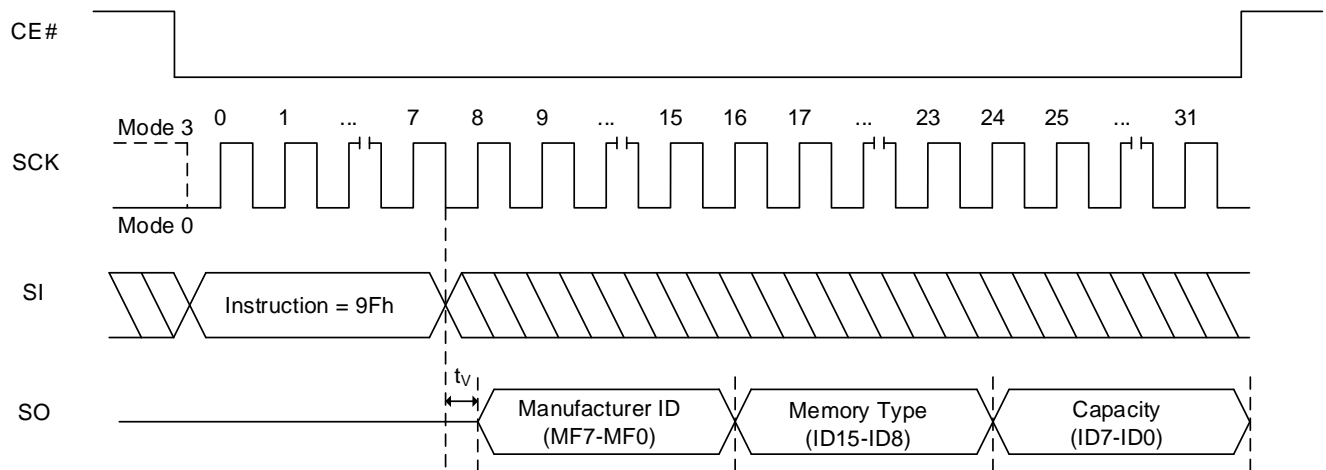 CE#
0 1 ... 7 8 9 ... 15 16 17 ... 23 24 25 ... 31
Mode 3
SCK
Mode 0
SI
Instruction = 9Fh
tV
SO
Manufacturer ID
(MF7-MF0)
Memory Type
(ID15-ID8)
Capacity
(ID7-ID0)